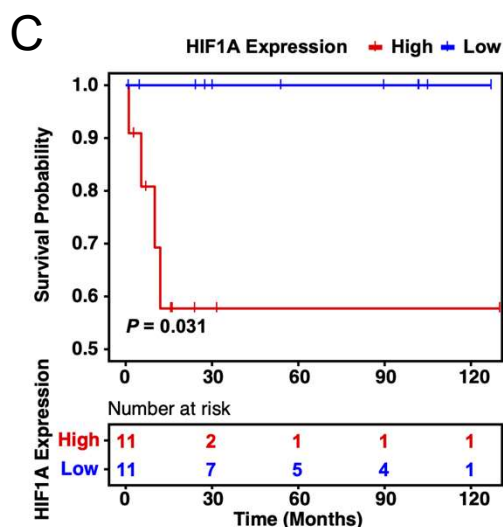 C
HIF1A Expression High Low
Survival Probability
1.0
0.9
0.8
0.7
0.6
0.5
P = 0.031
0 30 60 90 120
HIF1A Expression
Number at risk
High 11 2 1 1 1
Low 11 7 5 4 1
0 30 60 90 120
Time (Months)